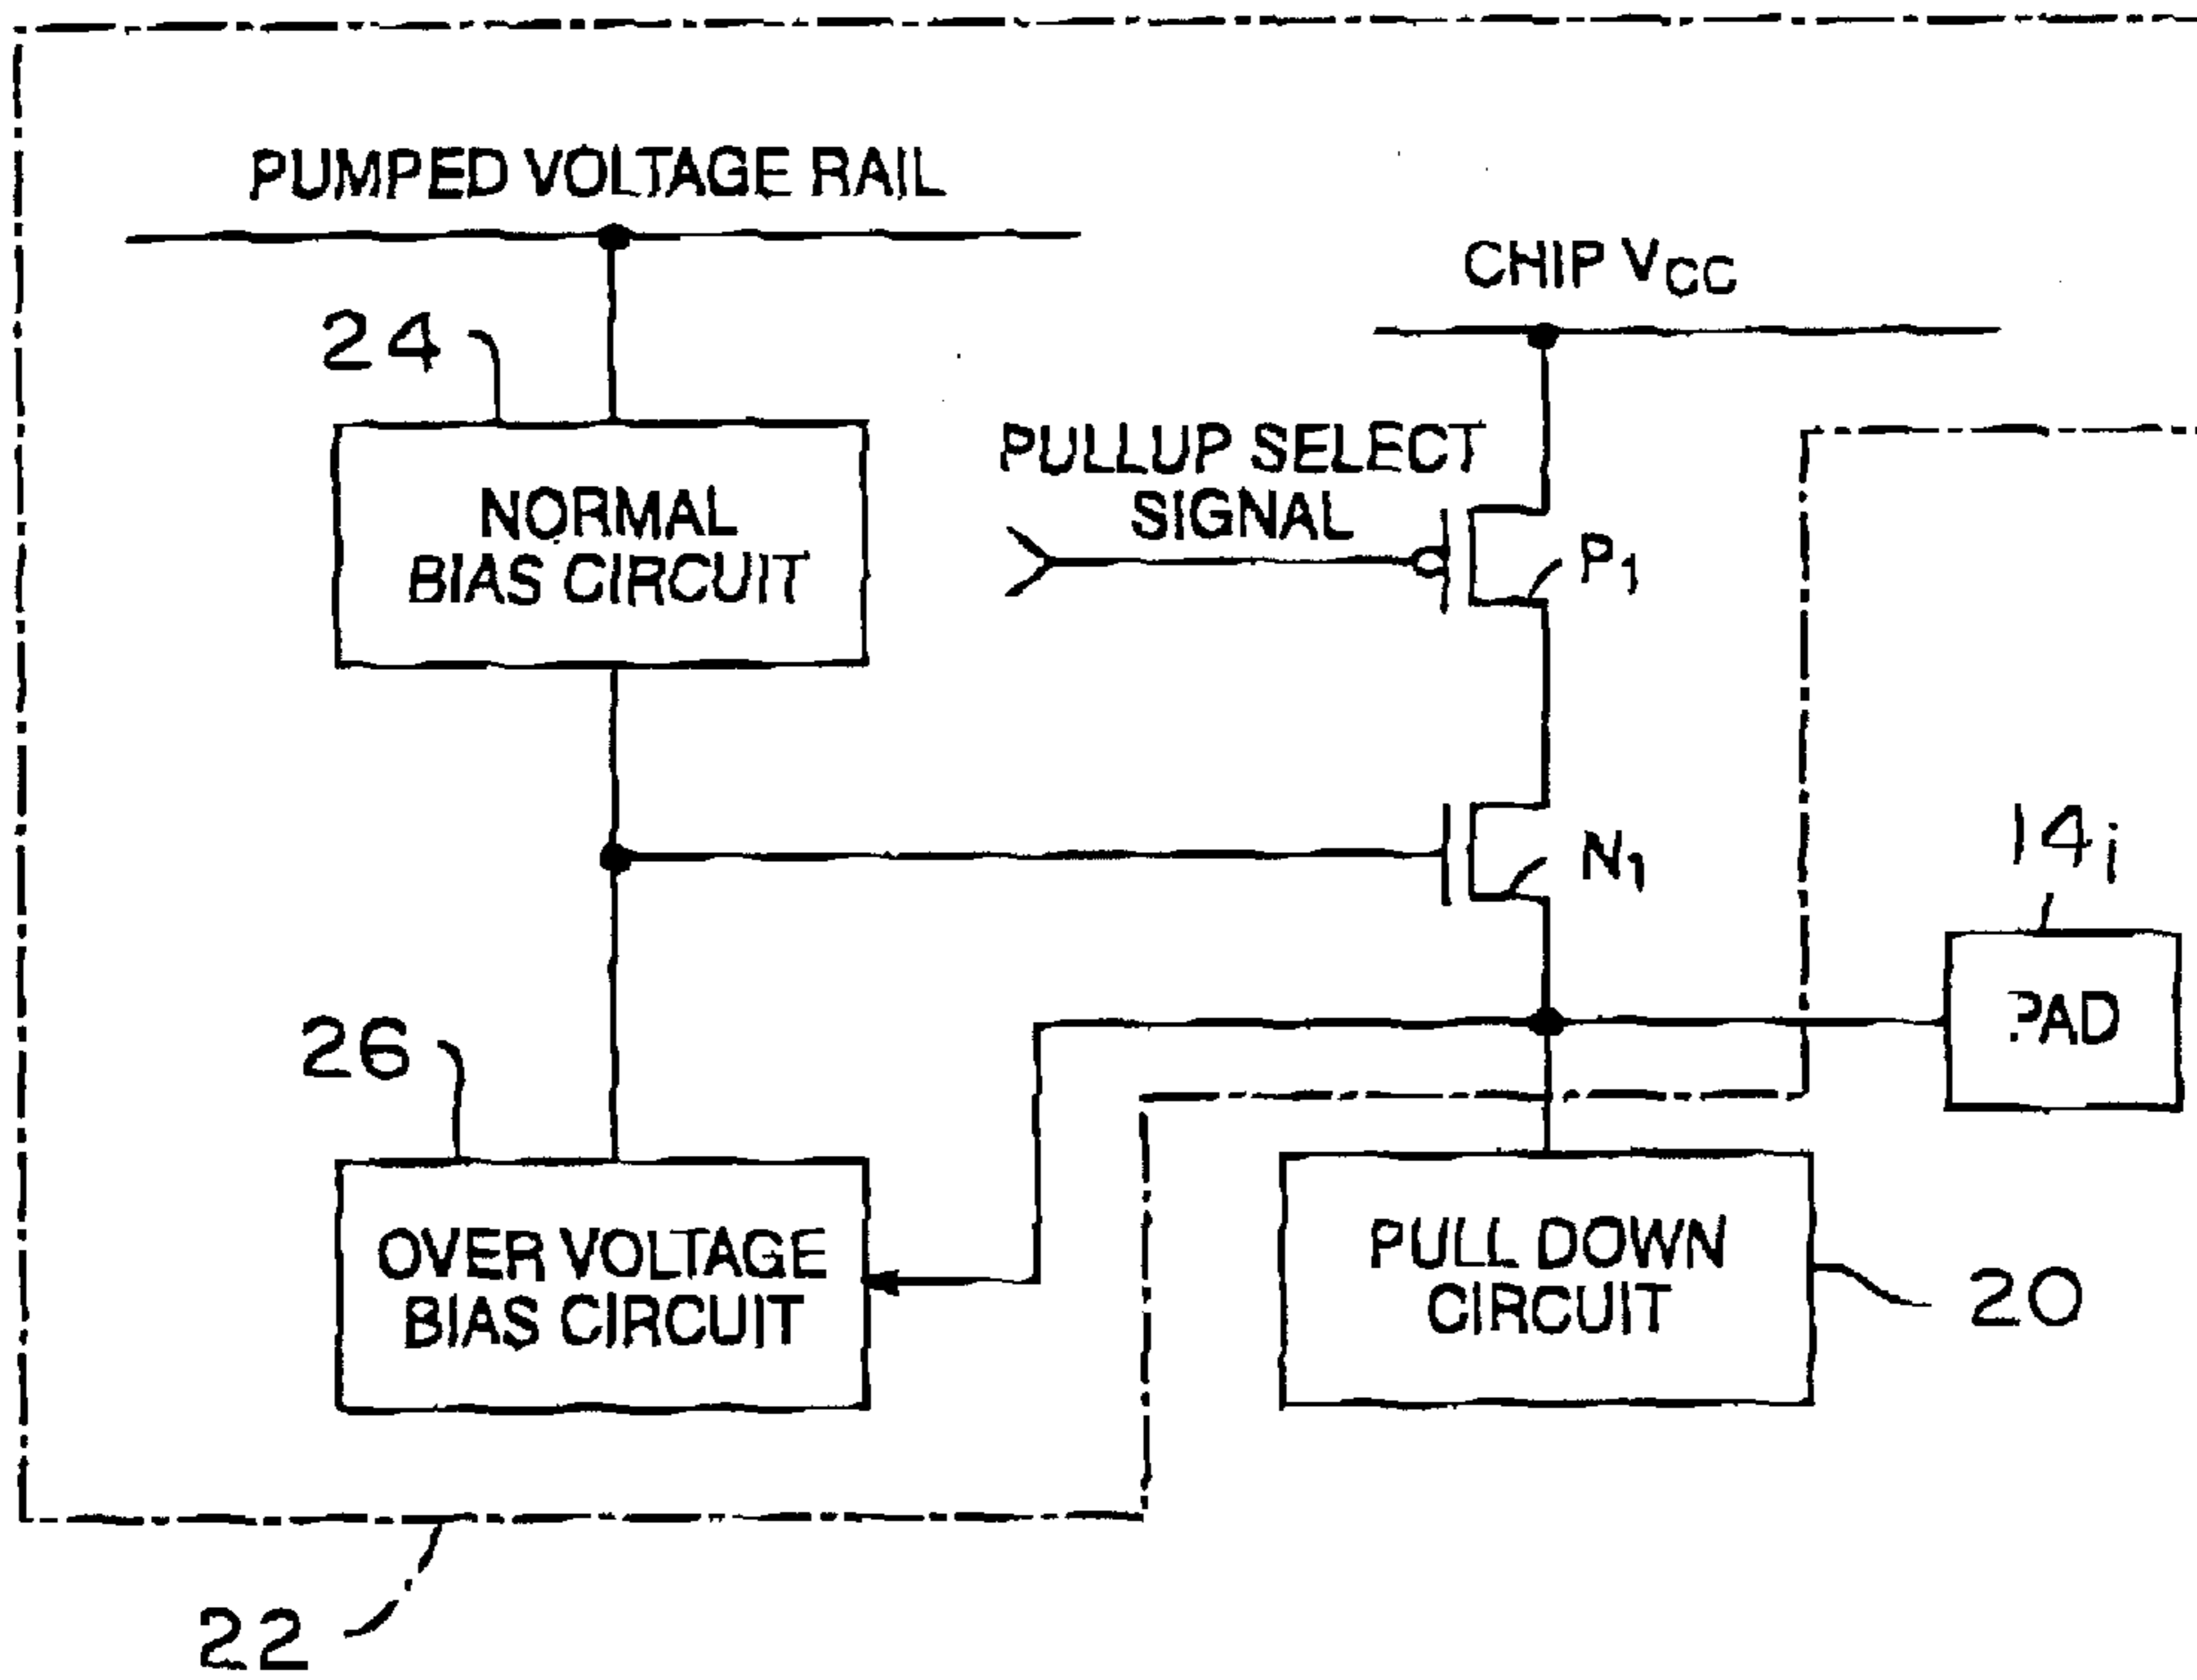 PUMPED VOLTAGE RAIL
CHIP VCC
24
PULLUP SELECT
SIGNAL
NORMAL
BIAS CIRCUIT
P1
N1
14i
PAD
26
OVER VOLTAGE
BIAS CIRCUIT
PULL DOWN
CIRCUIT
20
22